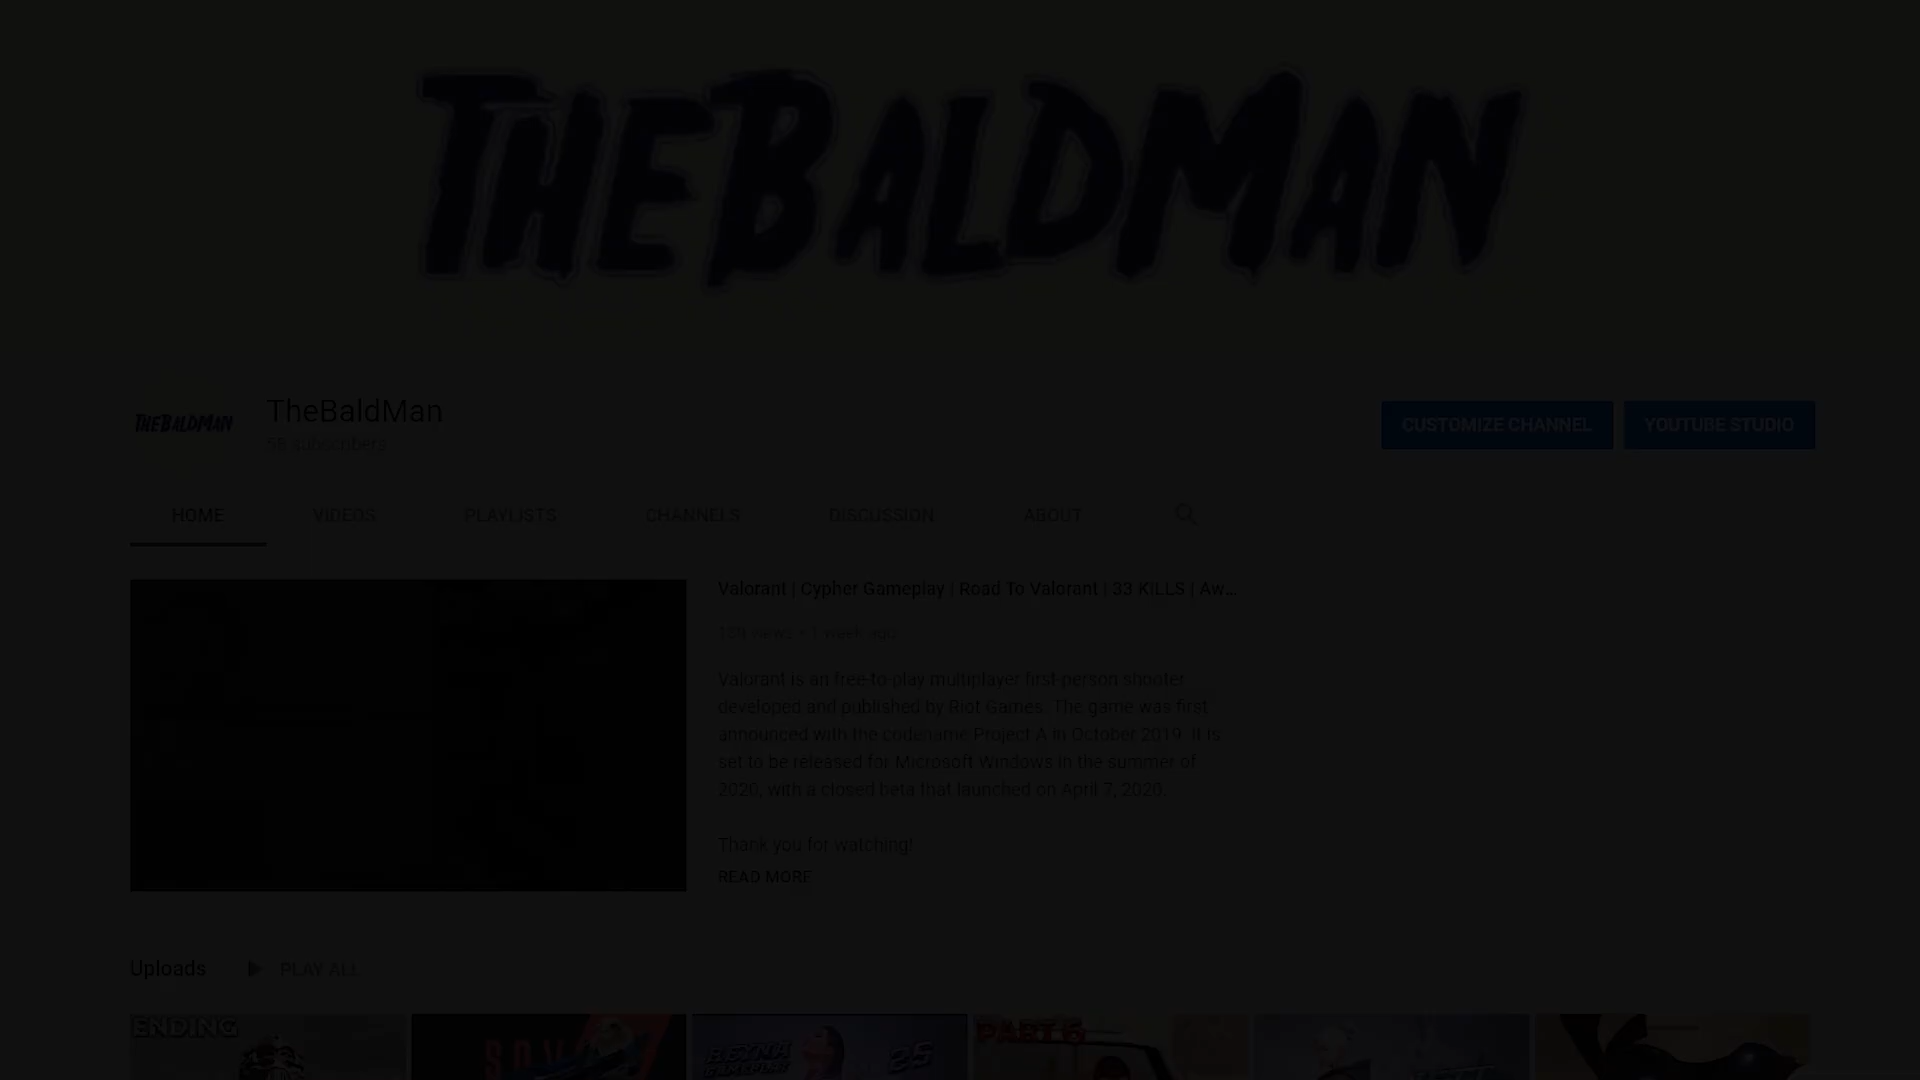 THEBALDMAN
THEBALDMAN
TheBaldMan
58 subscribers
CUSTOMIZE CHANNEL
YOUTUBE STUDIO
HOME
VIDEOS
PLAYLISTS
CHANNELS
DISCUSSION
ABOUT
Valorant | Cypher Gameplay | Road To Valorant | 33 KILLS | Aw...
views • 1 week ago
Valorant is an free-to-play multiplayer first-person shooter
developed and published by Riot Games. The game was first
announced with the codename Project A in October 2019. It is
set to be released for Microsoft Windows in the summer of
2020, with a closed beta that launched on April 7, 2020.
Thank you for watching!
READ MORE
Uploads
PLAY ALL
ENDING
SOVA
REYNA
GAMEPLAY
25
PART 6